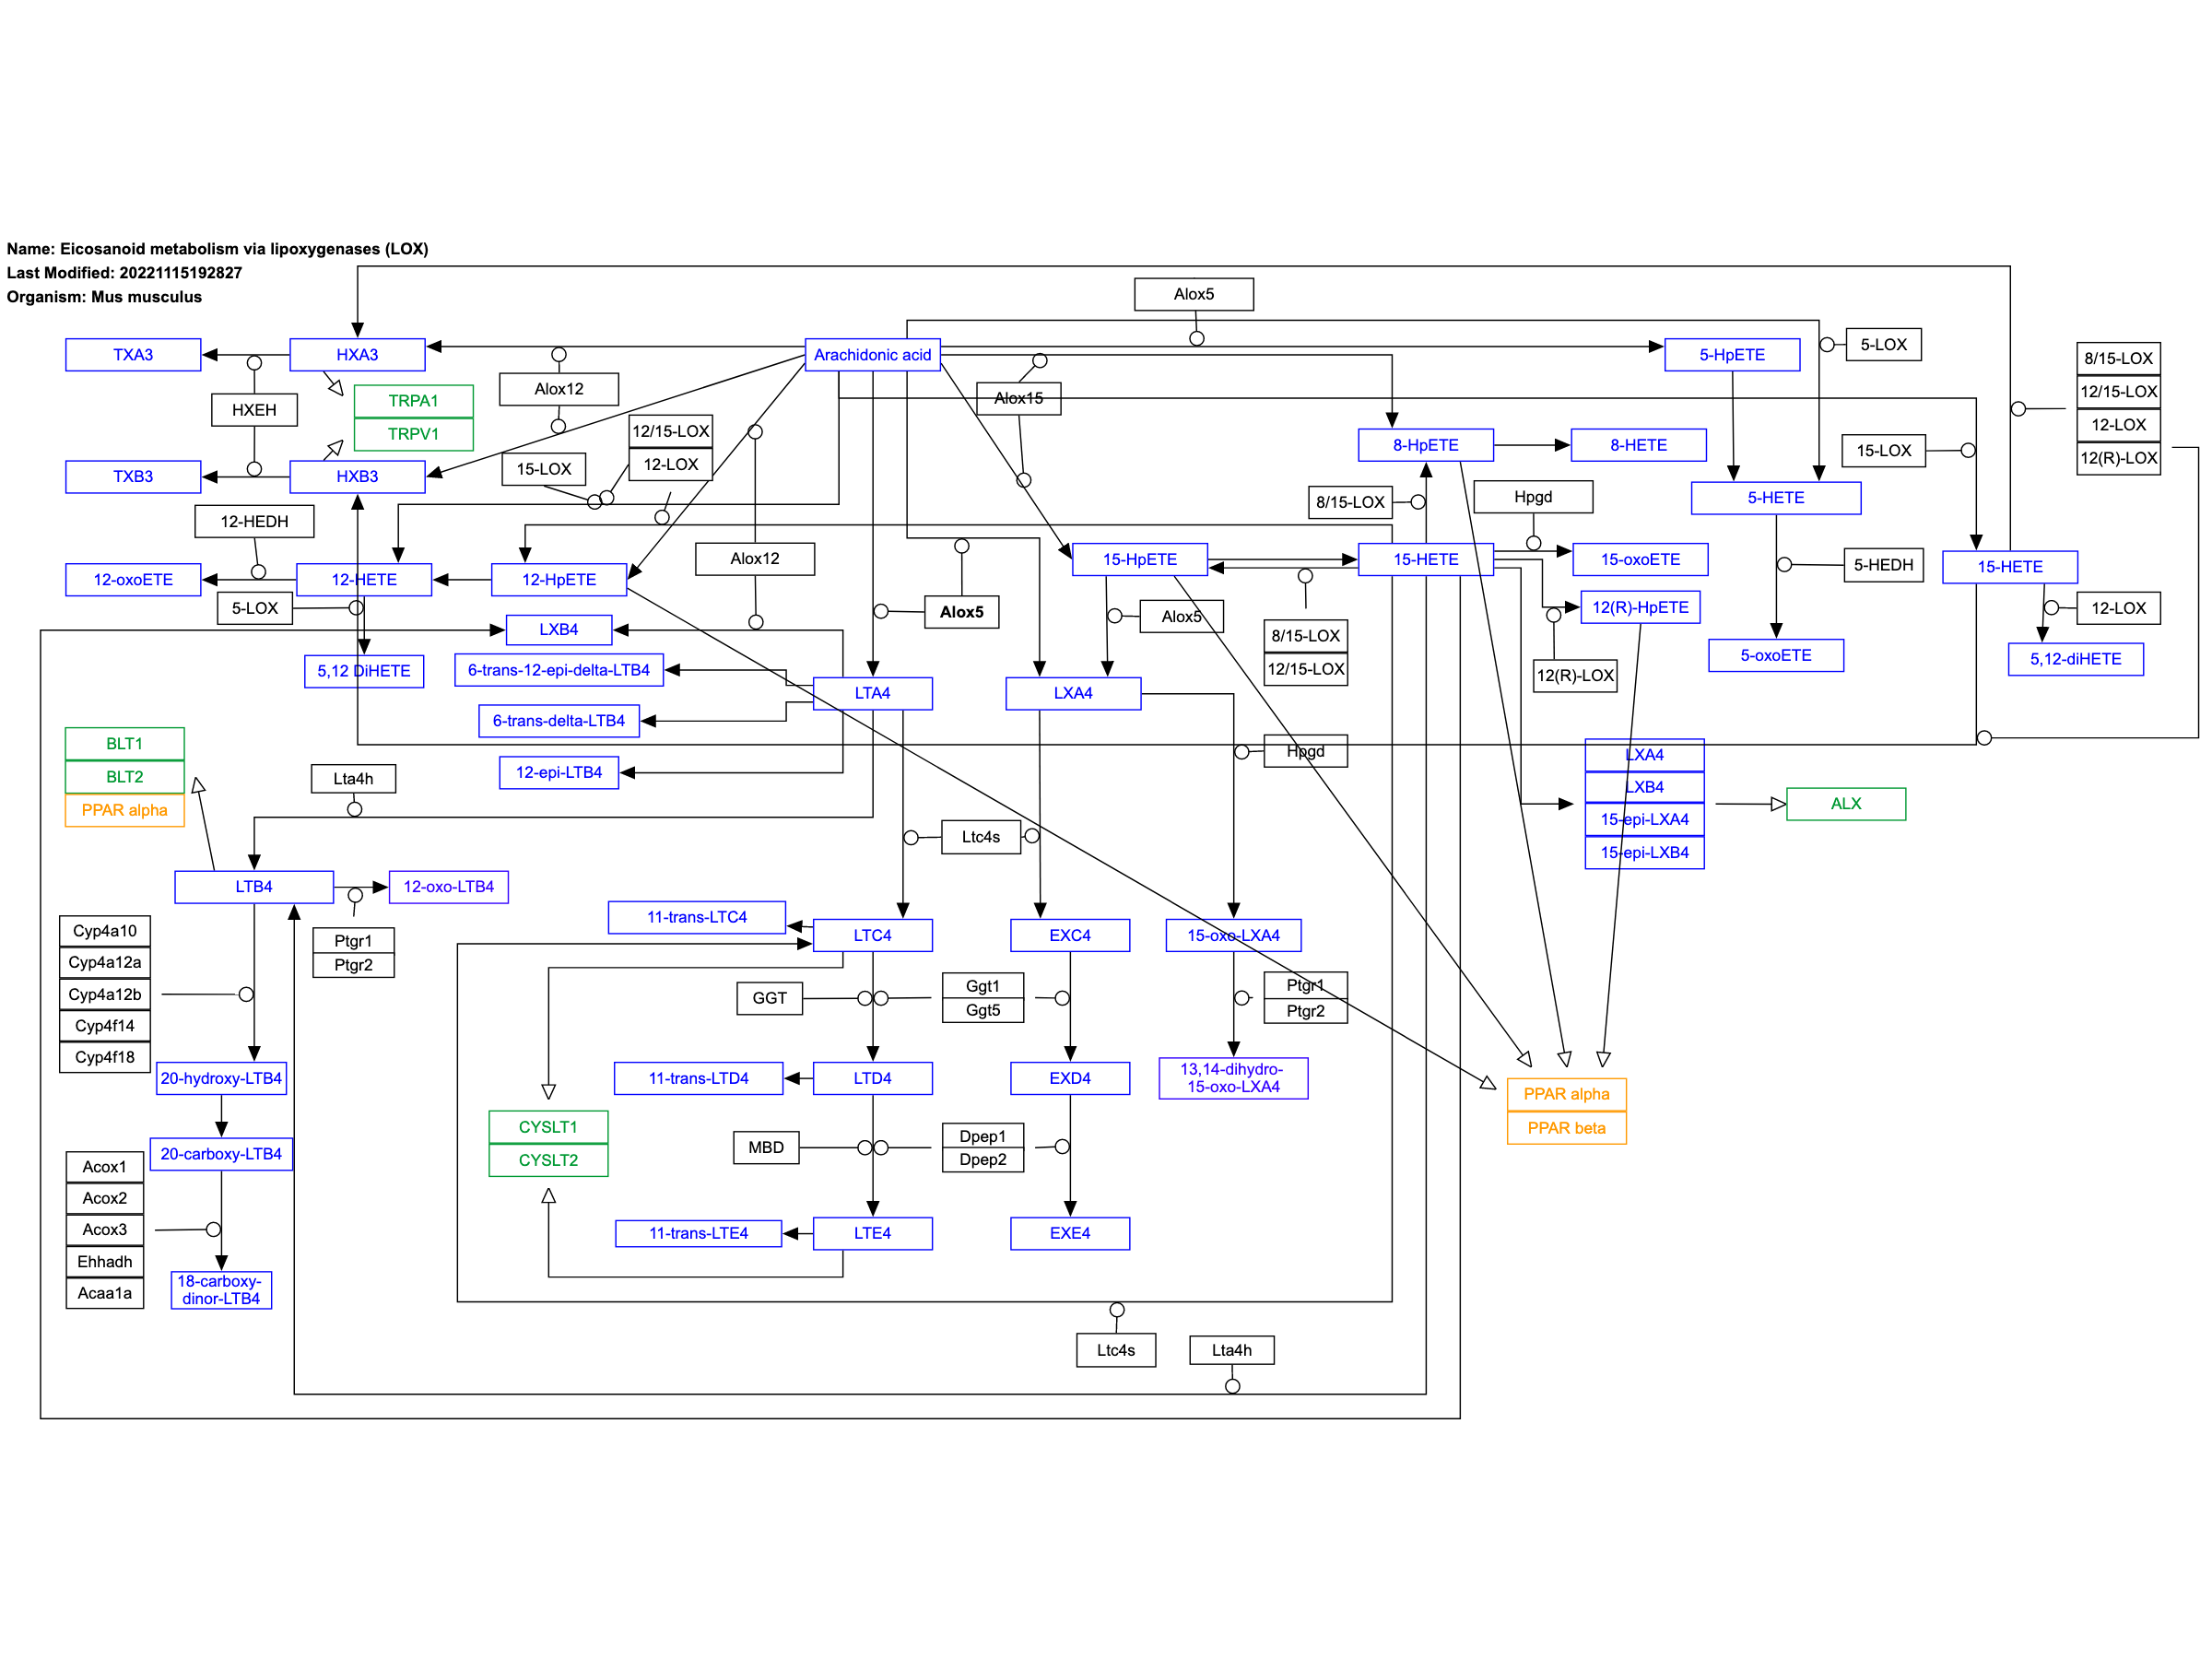 Name: Eicosanoid metabolism via lipoxygenases (LOX)
Last Modified: 20221115192827
Organism: Mus musculus
Alox5
TXA3
HXA3
Arachidonic acid
5-HpETE
5-LOX
8/15-LOX
12/15-LOX
12-LOX
12(R)-LOX
HXEH
TRPA1
TRPV1
Alox12
Alox15
12/15-LOX
12-LOX
15-LOX
8-HpETE
8-HETE
15-LOX
TXB3
HXB3
8/15-LOX
Hpgd
5-HETE
12-HEDH
12-oxoETE
12-HETE
12-HpETE
Alox12
15-HpETE
15-HETE
15-oxoETE
5-HEDH
15-HETE
5-LOX
Alox5
Alox5
12(R)-HpETE
12-LOX
LXB4
8/15-LOX
12/15-LOX
12(R)-LOX
5-oxoETE
5,12-diHETE
5,12 DiHETE
6-trans-12-epi-delta-LTB4
LTA4
LXA4
6-trans-delta-LTB4
BLT1
BLT2
PPAR alpha
Hpgd
LXA4
LXB4
15-epi-LXA4
15-epi-LXB4
ALX
12-epi-LTB4
Lta4h
Ltc4s
LTB4
12-oxo-LTB4
11-trans-LTC4
LTC4
EXC4
15-oxo-LXA4
Cyp4a10
Cyp4a12a
Cyp4a12b
Cyp4f14
Cyp4f18
Ptgr1
Ptgr2
GGT
Ggt1
Ggt5
Ptgr1
Ptgr2
20-hydroxy-LTB4
11-trans-LTD4
LTD4
EXD4
13,14-dihydro-
15-oxo-LXA4
PPAR alpha
PPAR beta
CYSLT1
CYSLT2
MBD
Dpep1
Dpep2
20-carboxy-LTB4
Acox1
Acox2
Acox3
Ehhadh
Acaa1a
11-trans-LTE4
LTE4
EXE4
18-carboxy-
dinor-LTB4
Ltc4s
Lta4h